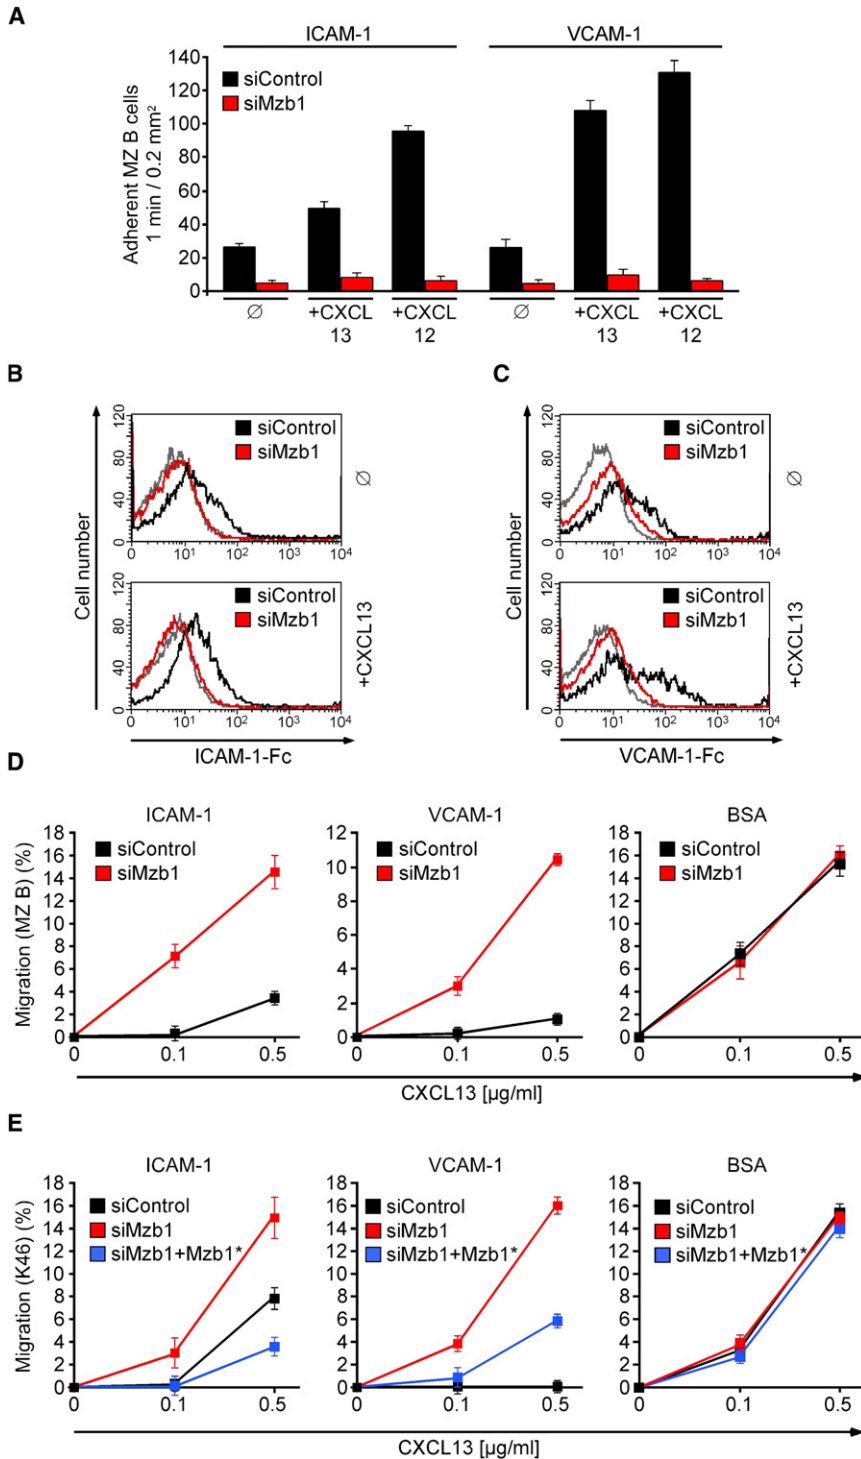 A
ICAM-1
VCAM-1
siControl
siMzb1
Adherent MZ B cells
1 min / 0.2 mm²
140
120
100
80
60
40
20
0
∅
+CXCL
13
+CXCL
12
∅
+CXCL
13
+CXCL
12
B
Cell number
120
80
40
0
siControl
siMzb1
∅
0
10¹
10²
10³
10⁴
120
80
40
0
siControl
siMzb1
+CXCL13
0
10¹
10²
10³
10⁴
ICAM-1-Fc
C
Cell number
120
80
40
0
siControl
siMzb1
∅
0
10¹
10²
10³
10⁴
120
80
40
0
siControl
siMzb1
+CXCL13
0
10¹
10²
10³
10⁴
VCAM-1-Fc
D
Migration (MZ B) (%)
ICAM-1
18
16
14
12
10
8
6
4
2
0
siControl
siMzb1
0
0.1
0.5
VCAM-1
12
10
8
6
4
2
0
siControl
siMzb1
0
0.1
0.5
BSA
18
16
14
12
10
8
6
4
2
0
siControl
siMzb1
0
0.1
0.5
CXCL13 [µg/ml]
E
Migration (K46) (%)
ICAM-1
18
16
14
12
10
8
6
4
2
0
siControl
siMzb1
siMzb1+Mzb1*
0
0.1
0.5
VCAM-1
18
16
14
12
10
8
6
4
2
0
siControl
siMzb1
siMzb1+Mzb1*
0
0.1
0.5
BSA
18
16
14
12
10
8
6
4
2
0
siControl
siMzb1
siMzb1+Mzb1*
0
0.1
0.5
CXCL13 [µg/ml]